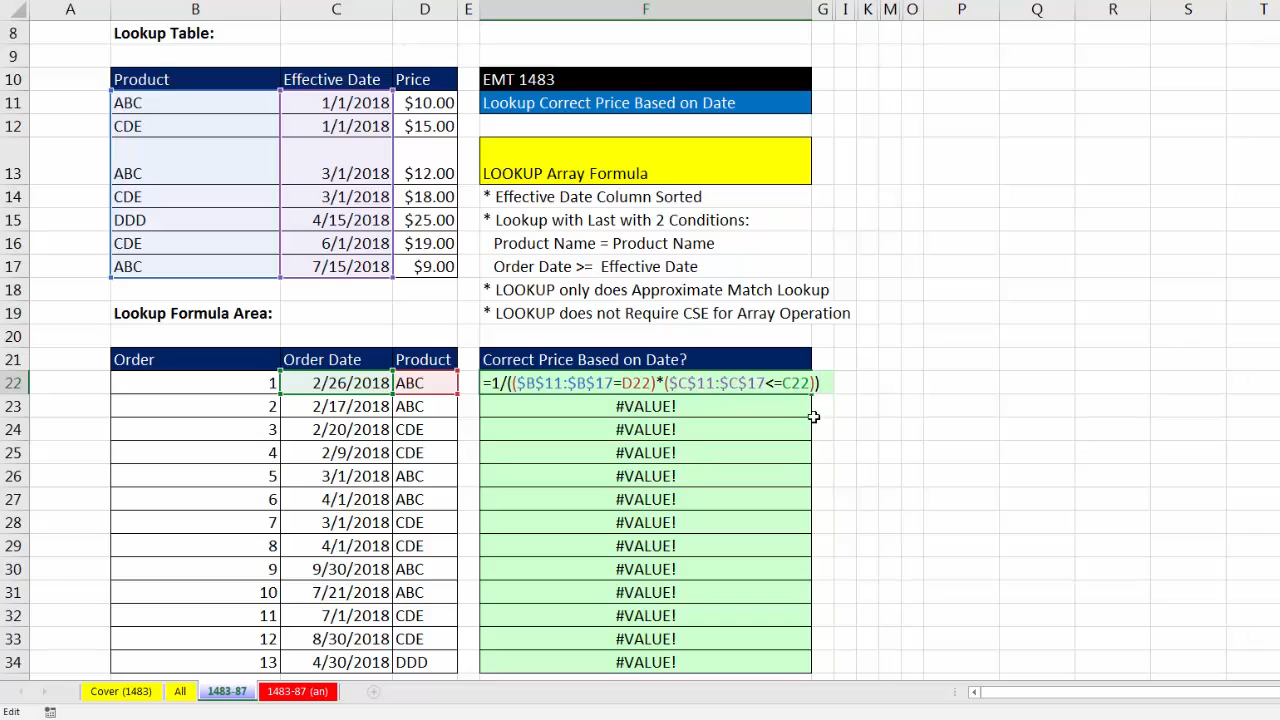 A B C D E F G I K M O P Q R S T
8 Lookup Table:
9
10 Product Effective Date Price EMT 1483
11 ABC 1/1/2018 $10.00 Lookup Correct Price Based on Date
12 CDE 1/1/2018 $15.00
13 ABC 3/1/2018 $12.00 LOOKUP Array Formula
14 CDE 3/1/2018 $18.00 * Effective Date Column Sorted
15 DDD 4/15/2018 $25.00 * Lookup with Last with 2 Conditions:
16 CDE 6/1/2018 $19.00 Product Name = Product Name
17 ABC 7/15/2018 $9.00 Order Date >= Effective Date
18 * LOOKUP only does Approximate Match Lookup
19 Lookup Formula Area: * LOOKUP does not Require CSE for Array Operation
20
21 Order Order Date Product Correct Price Based on Date?
22 1 2/26/2018 ABC =1/(($B$11:$B$17=D22)*($C$11:$C$17<=C22))
23 2 2/17/2018 ABC #VALUE!
24 3 2/20/2018 CDE #VALUE!
25 4 2/9/2018 CDE #VALUE!
26 5 3/1/2018 ABC #VALUE!
27 6 4/1/2018 ABC #VALUE!
28 7 3/1/2018 CDE #VALUE!
29 8 4/1/2018 CDE #VALUE!
30 9 9/30/2018 ABC #VALUE!
31 10 7/21/2018 ABC #VALUE!
32 11 7/1/2018 CDE #VALUE!
33 12 8/30/2018 CDE #VALUE!
34 13 4/30/2018 DDD #VALUE!
Cover (1483) All 1483-87 1483-87 (an)
Edit